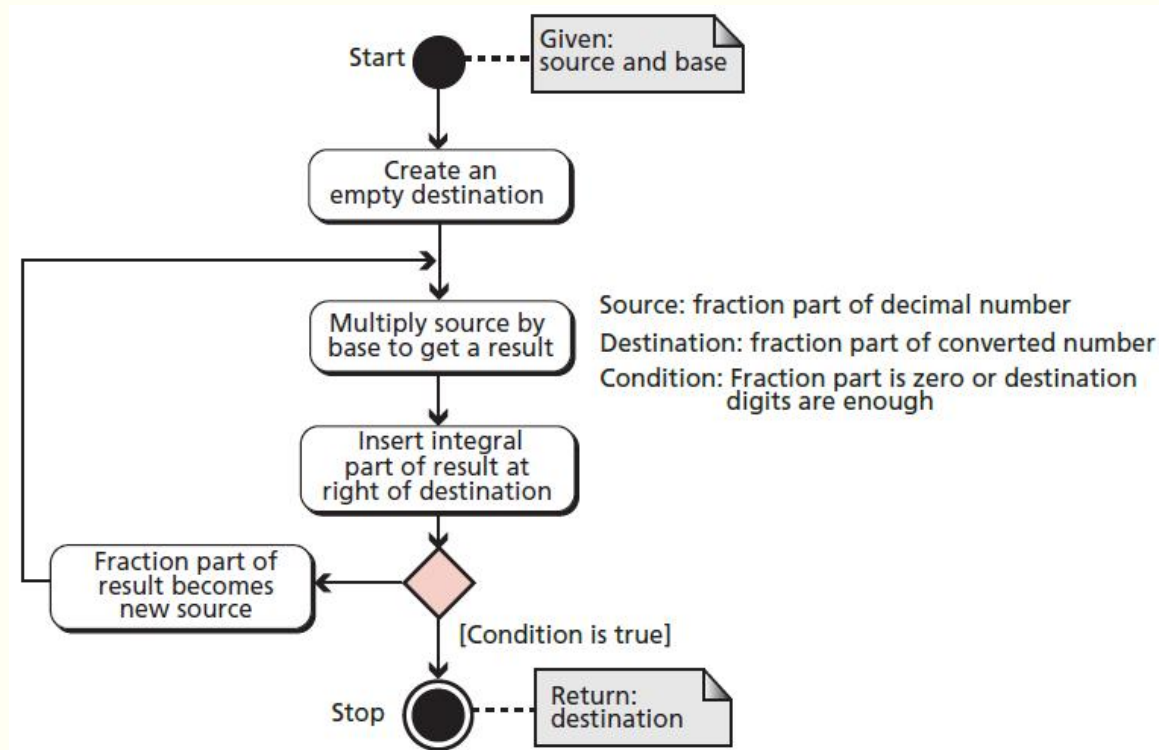 Start
Given:
source and base
Create an
empty destination
Multiply source by
base to get a result
Source: fraction part of decimal number
Destination: fraction part of converted number
Condition: Fraction part is zero or destination
digits are enough
Insert integral
part of result at
right of destination
Fraction part of
result becomes
new source
[Condition is true]
Stop
Return:
destination